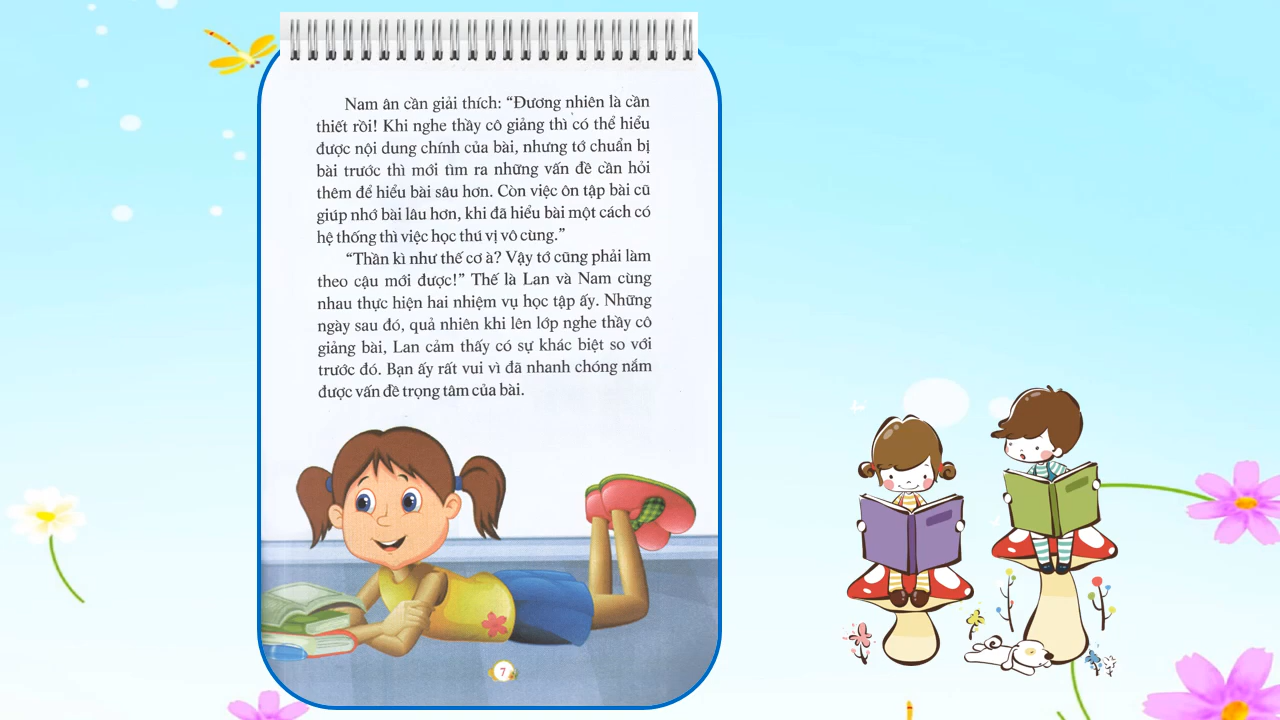 Nam ân cần giải thích: “Đương nhiên là cần
thiết rồi! Khi nghe thầy cô giảng thì có thể hiểu
được nội dung chính của bài, nhưng tớ chuẩn bị
bài trước thì mới tìm ra những vấn đề cần hỏi
thêm để hiểu bài sâu hơn. Còn việc ôn tập bài cũ
giúp nhớ bài lâu hơn, khi đã hiểu bài một cách có
hệ thống thì việc học thú vị vô cùng.”
“Thần kì như thế cơ à? Vậy tớ cũng phải làm
theo cậu mới được!” Thế là Lan và Nam cùng
nhau thực hiện hai nhiệm vụ học tập ấy. Những
ngày sau đó, quả nhiên khi lên lớp nghe thầy cô
giảng bài, Lan cảm thấy có sự khác biệt so với
trước đó. Bạn ấy rất vui vì đã nhanh chóng nắm
được vấn đề trọng tâm của bài.
7